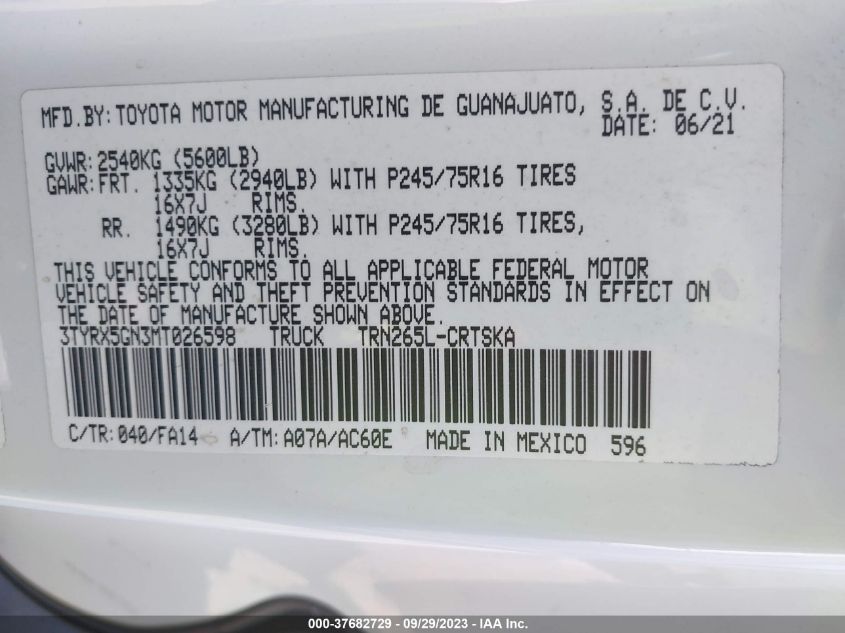 MFD.BY:TOYOTA MOTOR MANUFACTURING DE GUANAJUATO, S.A. DE C.V.
DATE: 06/21
GVWR:2540KG (5600LB)
GAWR:FRT. 1335KG (2940LB) WITH P245/75R16 TIRES
16X7J RIMS.
RR. 1490KG (3280LB) WITH P245/75R16 TIRES,
16X7J RIMS.
THIS VEHICLE CONFORMS TO ALL APPLICABLE FEDERAL MOTOR
VEHICLE SAFETY AND THEFT PREVENTION STANDARDS IN EFFECT ON
THE DATE OF MANUFACTURE SHOWN ABOVE.
3TYRX5GN3MT026598 TRUCK TRN265L-CRTSKA
C/TR:040/FA14 A/TM:A07A/AC60E MADE IN MEXICO 596
000-37682729 - 09/29/2023 - IAA Inc.